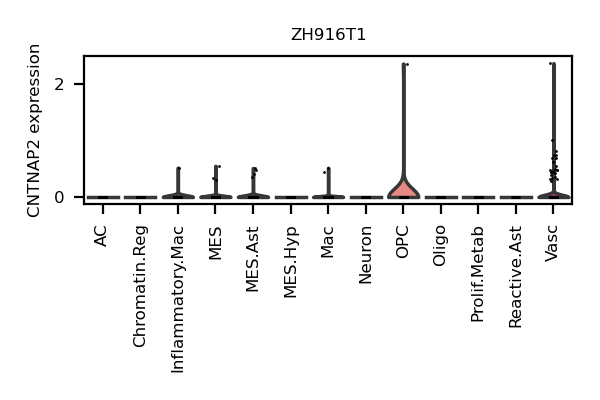 ZH916T1
CNTNAP2 expression
2
0
AC
Chromatin.Reg
Inflammatory.Mac
MES
MES.Ast
MES.Hyp
Mac
Neuron
OPC
Oligo
Prolif.Metab
Reactive.Ast
Vasc